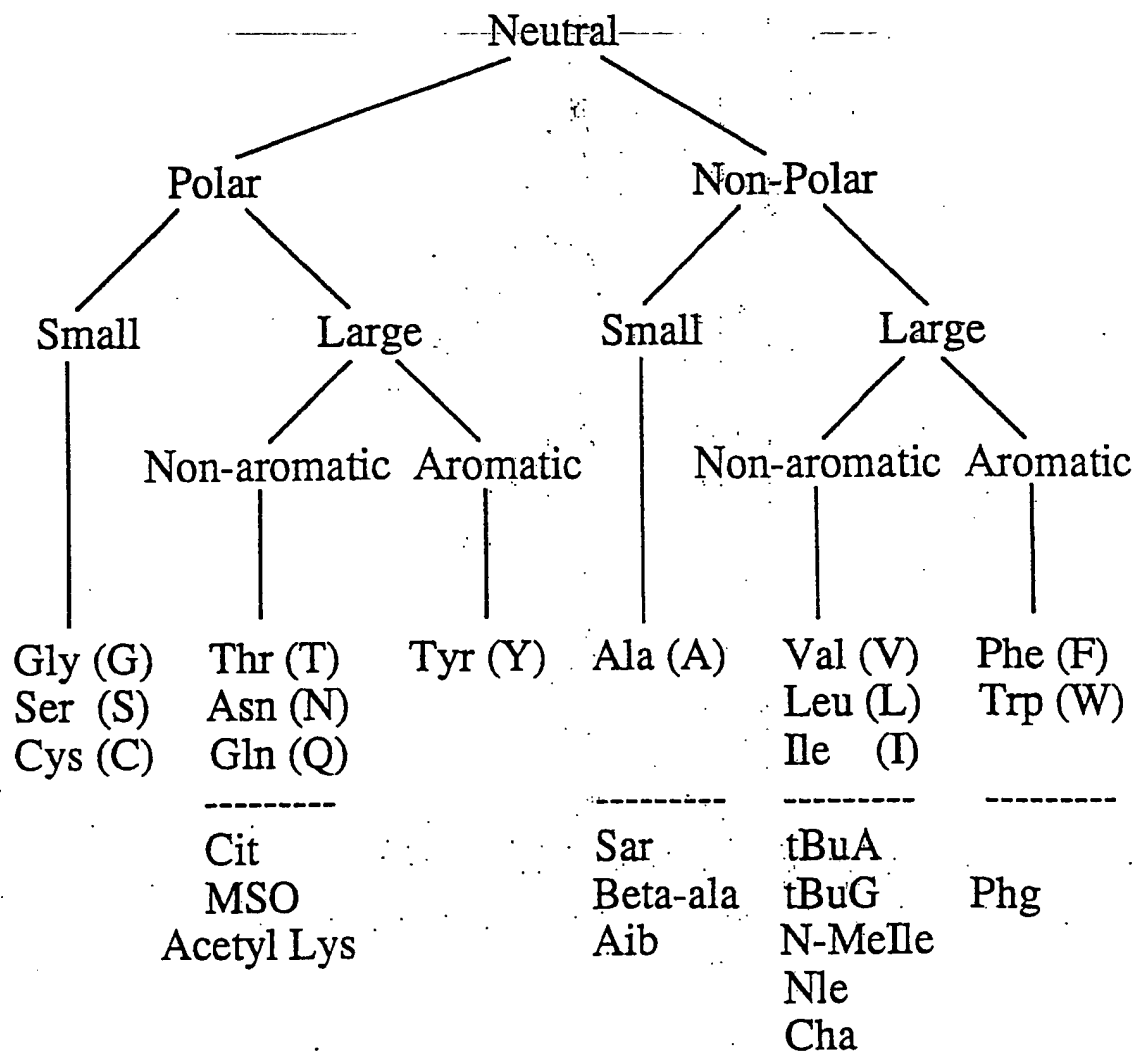 Neutral
Polar Non-Polar
Small Large Small Large
Non-aromatic Aromatic Non-aromatic Aromatic
Gly (G) Thr (T) Tyr (Y) Ala (A) Val (V) Phe (F)
Ser (S) Asn (N) Leu (L) Trp (W)
Cys (C) Gln (Q) Ile (I)
Cit Sar tBuA
MSO Beta-ala tBuG Phg
Acetyl Lys Aib N-MeIle
Nle
Cha